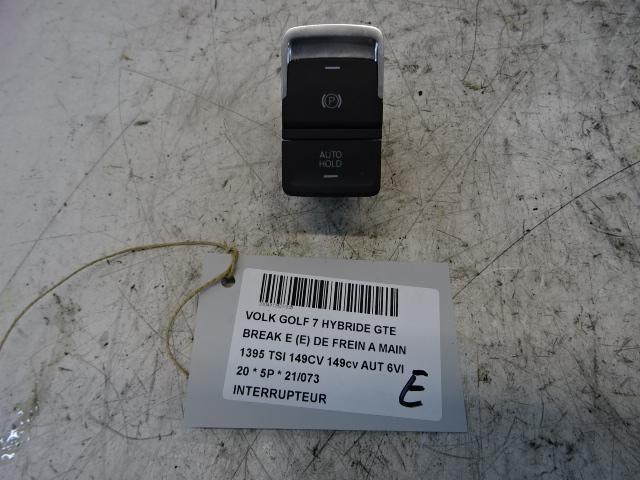 P
AUTO
HOLD
VOLK GOLF 7 HYBRIDE GTE
BREAK E (E) DE FREIN A MAIN
1395 TSI 149CV 149cv AUT 6VI
20 * 5P * 21/073
INTERRUPTEUR
E